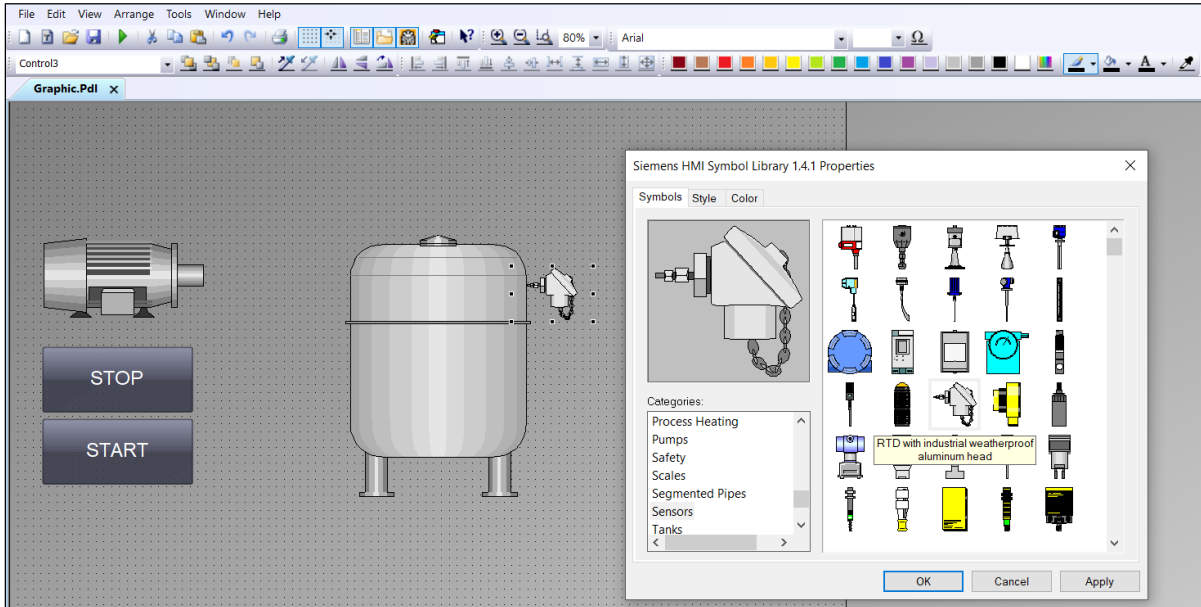 File Edit View Arrange Tools Window Help
80% Arial
Control3
Graphic.Pdl X
Siemens HMI Symbol Library 1.4.1 Properties
Symbols Style Color
STOP
START
Categories:
Process Heating
Pumps
Safety
Scales
Segmented Pipes
Sensors
Tanks
RTD with industrial weatherproof
aluminum head
OK Cancel Apply